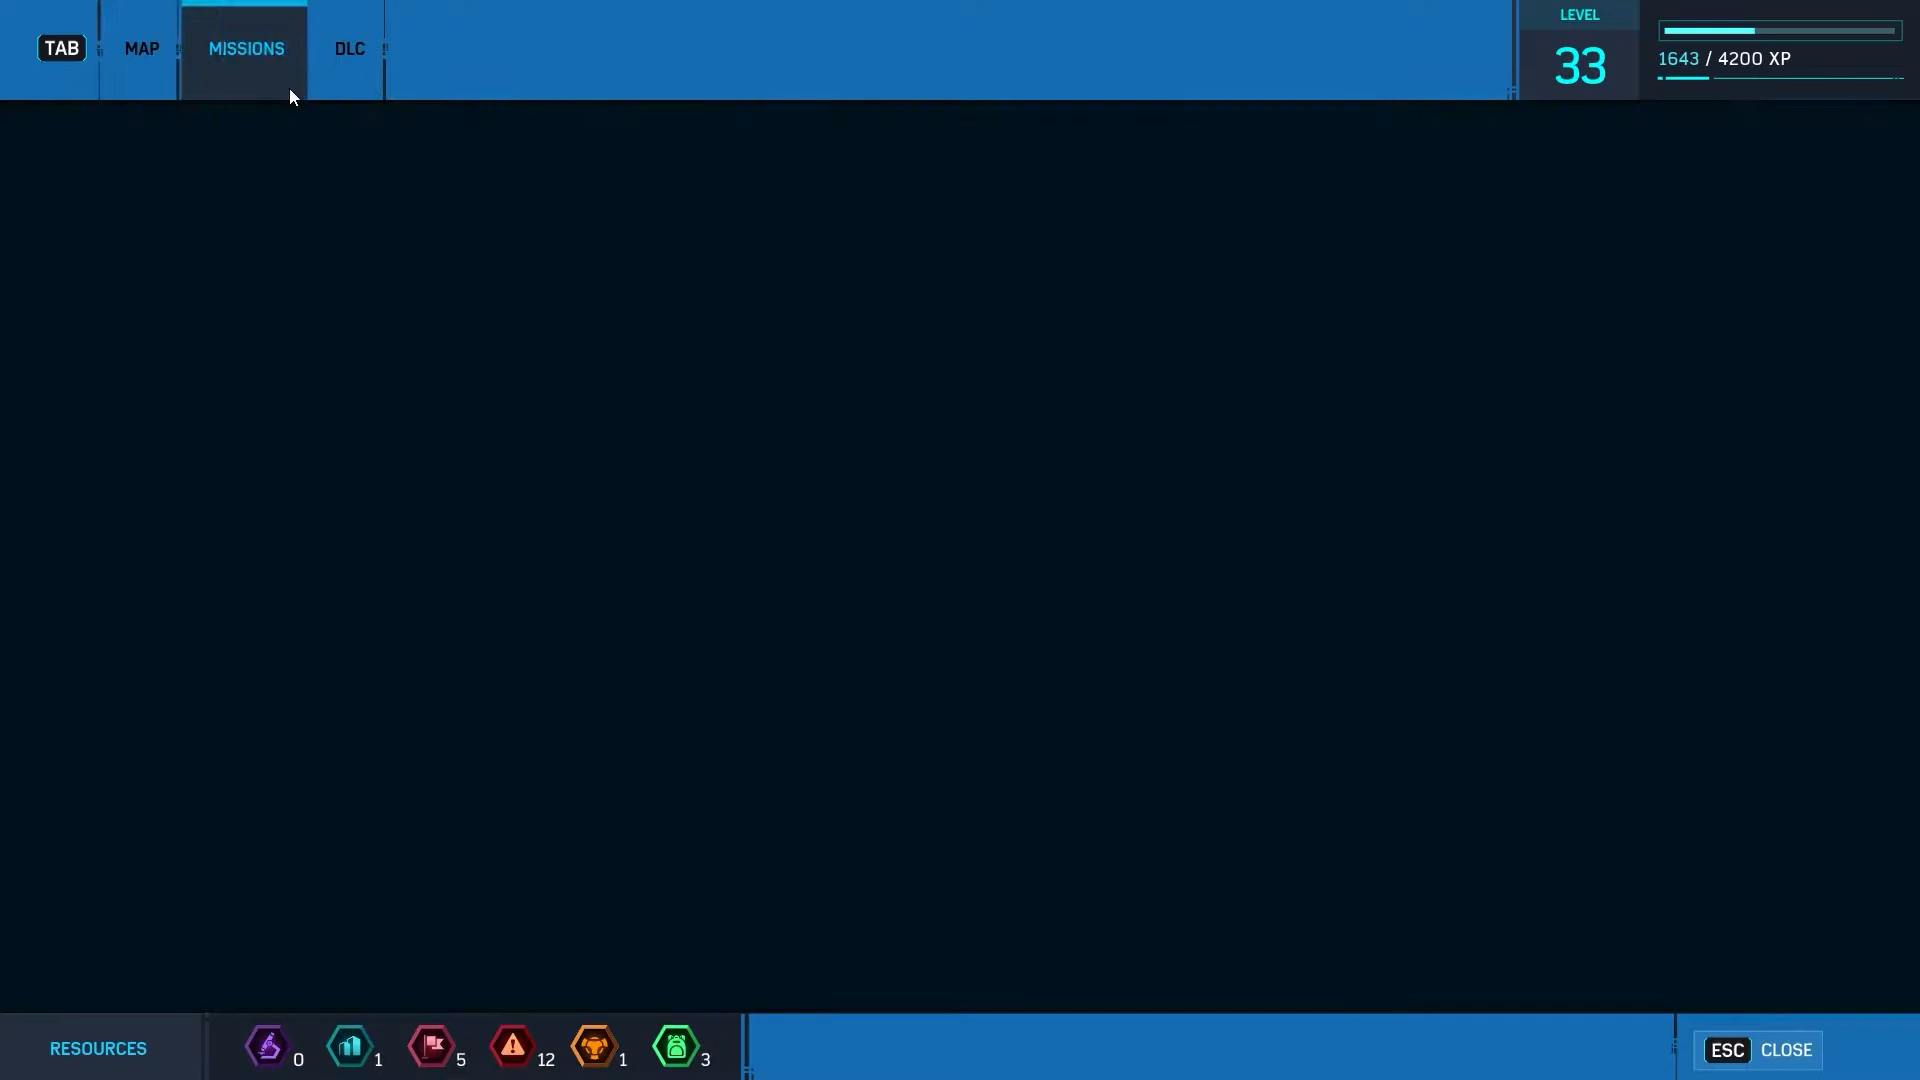 TAB MAP MISSIONS DLC
LEVEL
33
1643 / 4200 XP
RESOURCES 0 1 5 12 1 3
ESC CLOSE